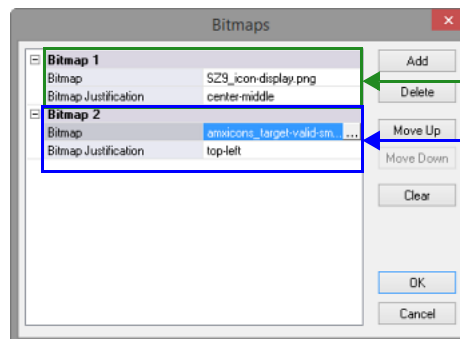 Bitmaps
Bitmap 1
Bitmap SZ9_icon-display.png
Bitmap Justification center-middle
Bitmap 2
Bitmap amxicons_target-valid-sm... ...
Bitmap Justification top-left
Add
Delete
Move Up
Move Down
Clear
OK
Cancel